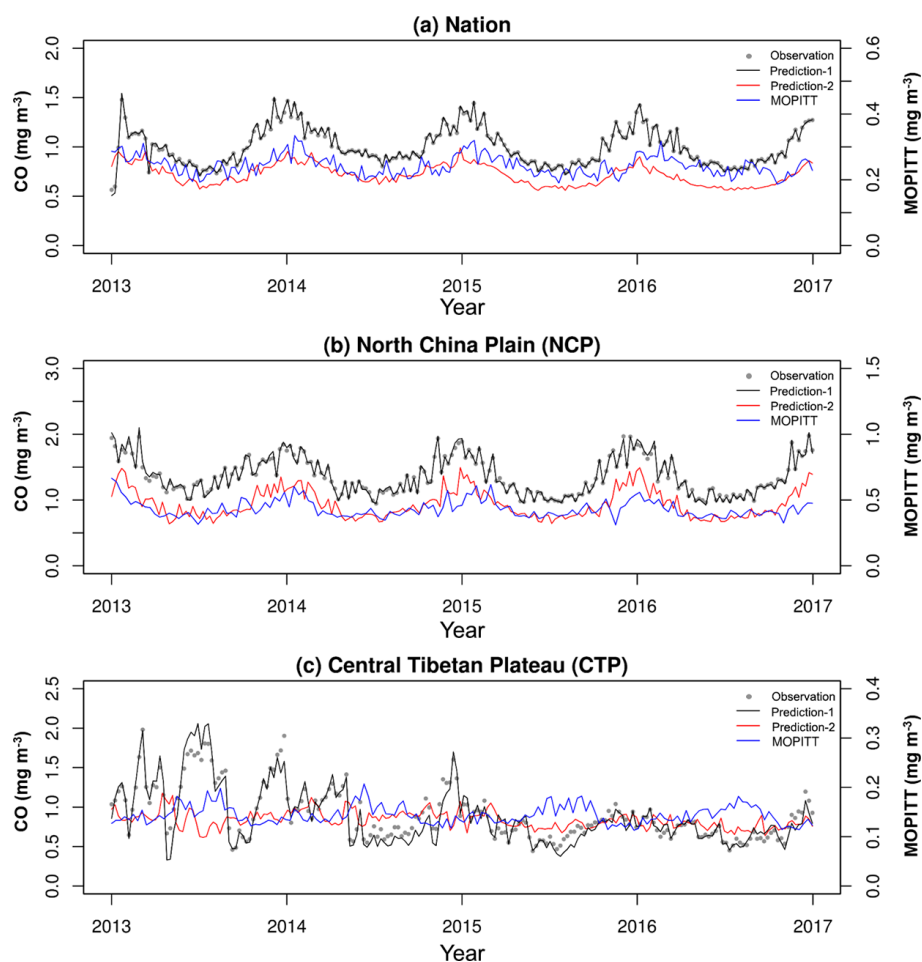 (a) Nation
CO (mg m⁻³)
2.0
1.5
1.0
0.5
0.0
Observation
Prediction-1
Prediction-2
MOPITT
0.6
0.4
0.2
0.0
MOPITT (mg m⁻³)
2013 2014 2015 2016 2017
Year
(b) North China Plain (NCP)
CO (mg m⁻³)
3.0
2.0
1.0
0.0
Observation
Prediction-1
Prediction-2
MOPITT
1.5
1.0
0.5
0.0
MOPITT (mg m⁻³)
2013 2014 2015 2016 2017
Year
(c) Central Tibetan Plateau (CTP)
CO (mg m⁻³)
2.5
2.0
1.5
1.0
0.5
0.0
Observation
Prediction-1
Prediction-2
MOPITT
0.4
0.3
0.2
0.1
0.0
MOPITT (mg m⁻³)
2013 2014 2015 2016 2017
Year